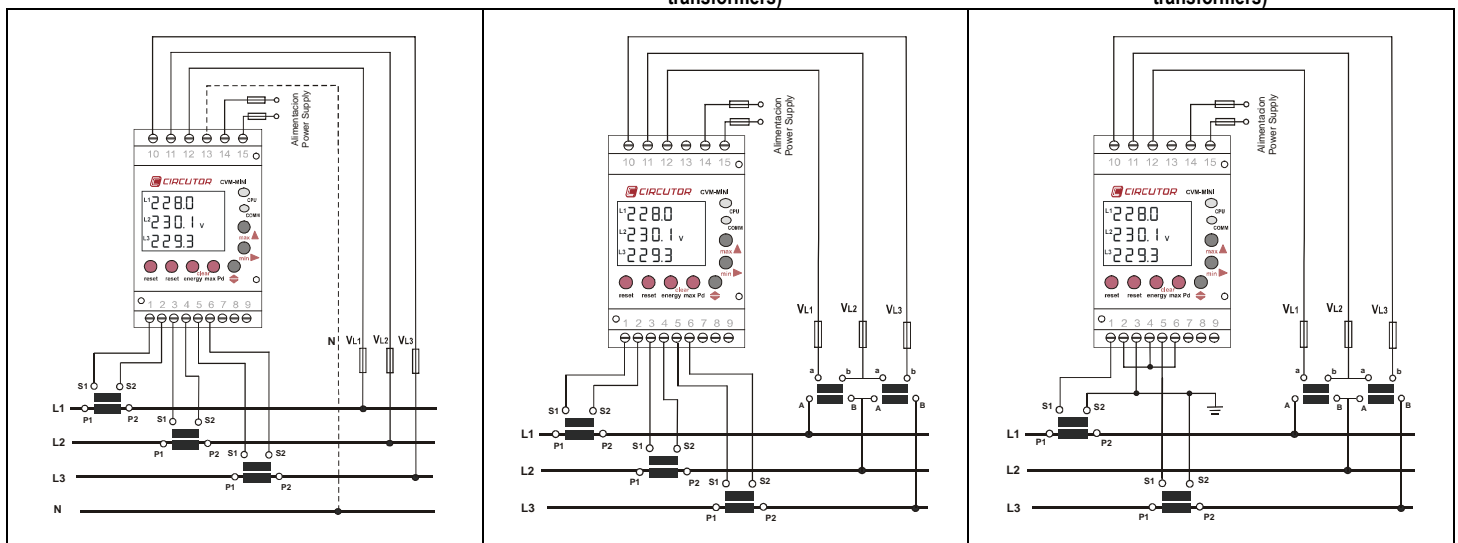 transformers)
transformers)
Alimentacion
Power Supply
10 11 12 13 14 15
CIRCUTOR CVM-MINI
L1 228.0
CPU
L2 230.1 V
COMM
L3 229.3
max
min
clear
reset reset energy max Pd
1 2 3 4 5 6 7 8 9
N VL1 VL2 VL3
S1 S2
L1 P1 P2
S1 S2
L2 P1 P2
S1 S2
L3 P1 P2
N
Alimentacion
Power Supply
10 11 12 13 14 15
CIRCUTOR CVM-MINI
L1 228.0
CPU
L2 230.1 V
COMM
L3 229.3
max
min
clear
reset reset energy max Pd
1 2 3 4 5 6 7 8 9
VL1 VL2 VL3
a b a b
A B A B
S1 S2
L1 P1 P2
S1 S2
L2 P1 P2
S1 S2
L3 P1 P2
Alimentacion
Power Supply
10 11 12 13 14 15
CIRCUTOR CVM-MINI
L1 228.0
CPU
L2 230.1 V
COMM
L3 229.3
max
min
clear
reset reset energy max Pd
1 2 3 4 5 6 7 8 9
VL1 VL2 VL3
a b a b
A B A B
S1 S2
L1 P1 P2
L2
S1 S2
L3 P1 P2